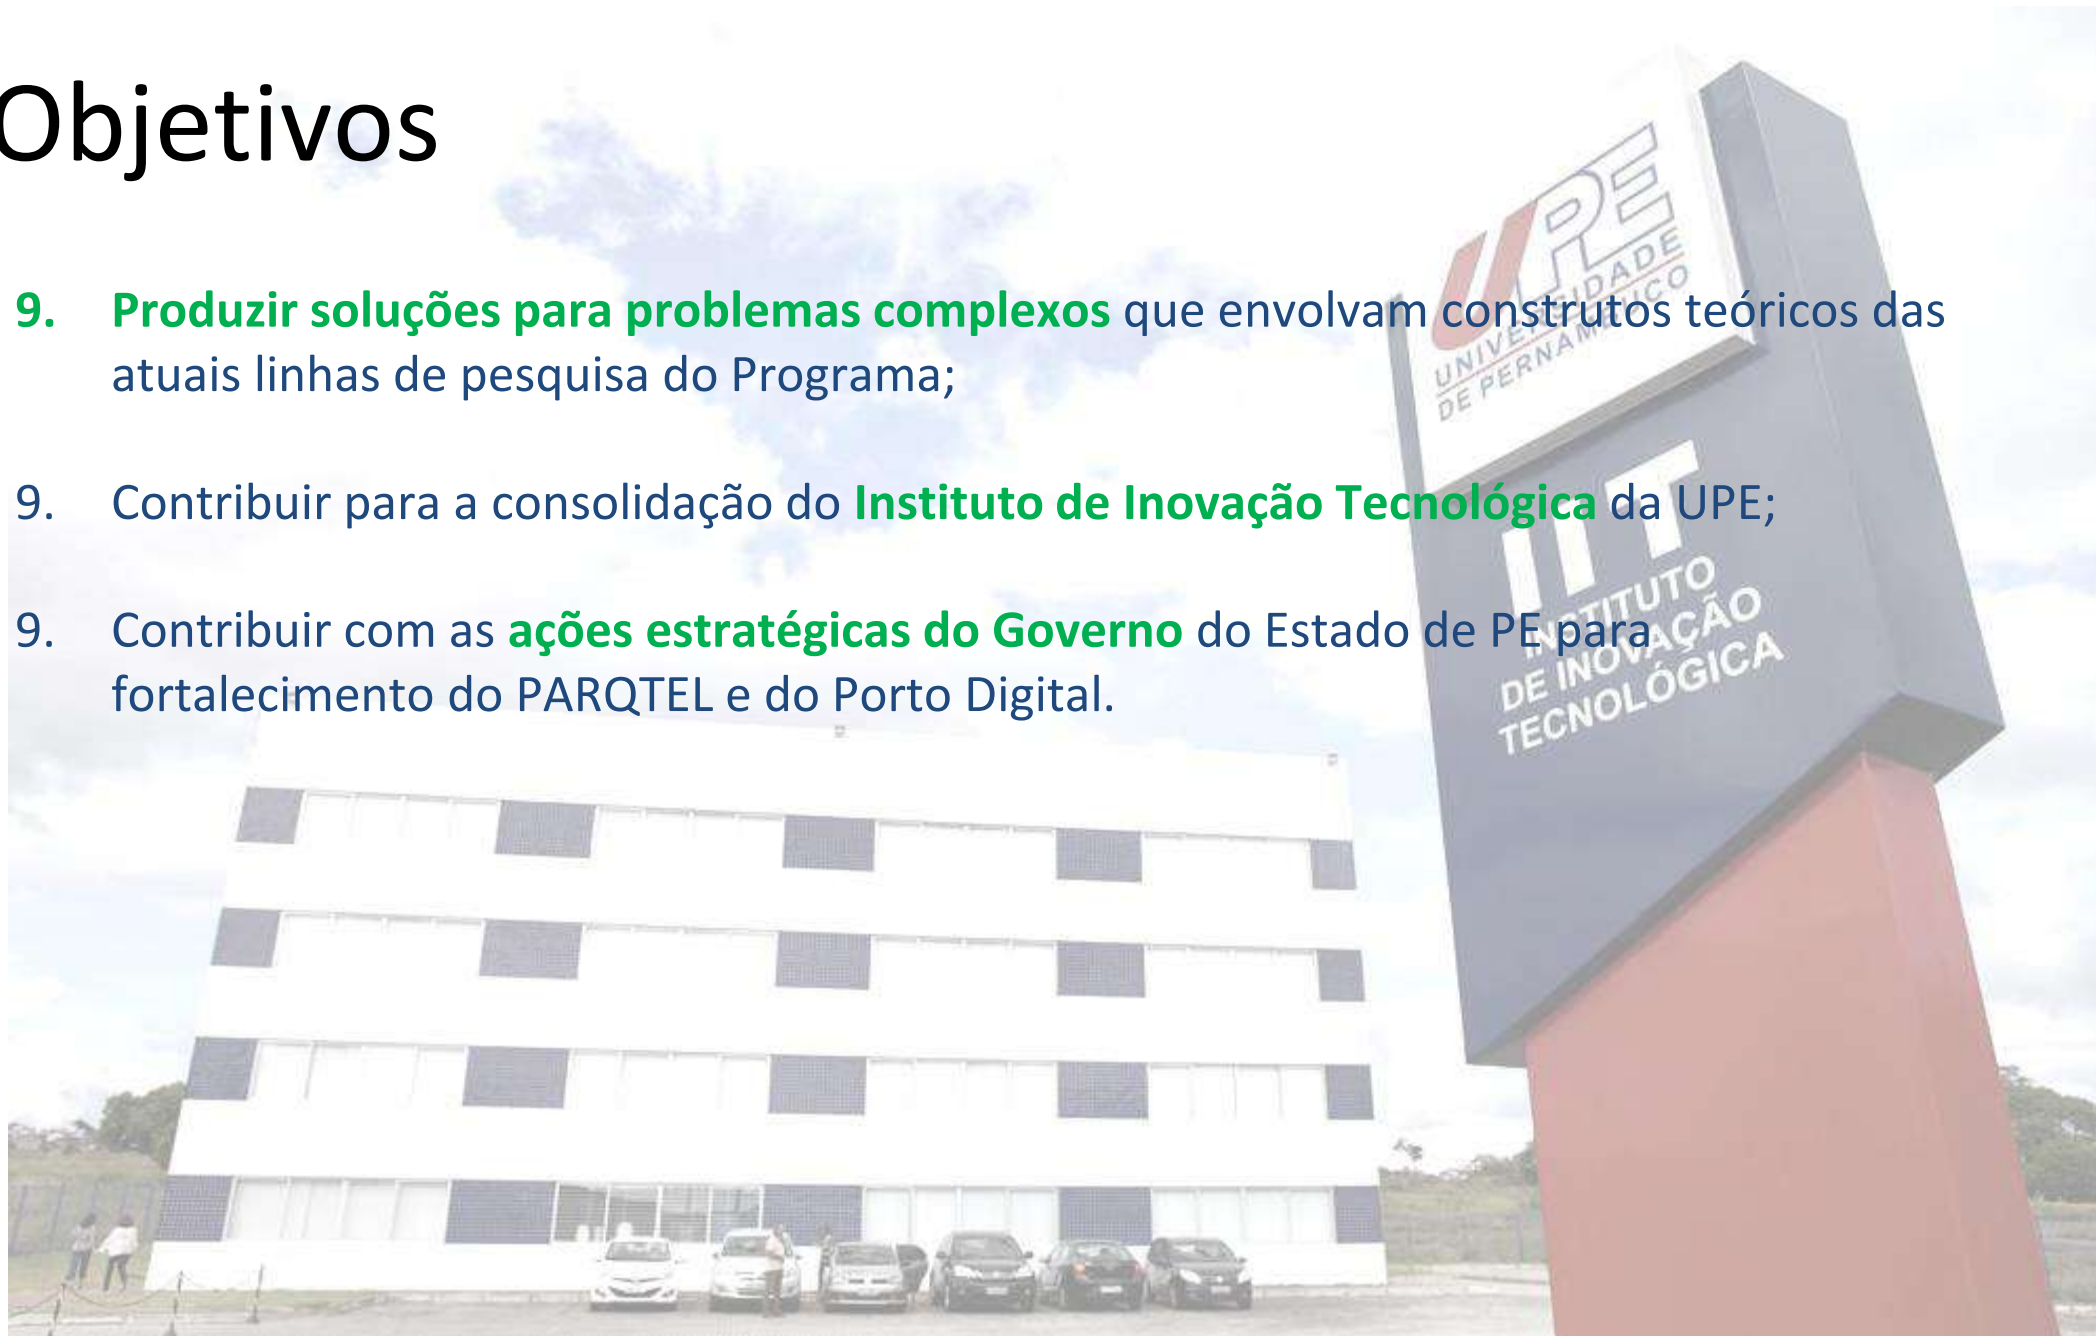 Objetivos
9. Produzir soluções para problemas complexos que envolvam construtos teóricos das
atuais linhas de pesquisa do Programa;
9. Contribuir para a consolidação do Instituto de Inovação Tecnológica da UPE;
9. Contribuir com as ações estratégicas do Governo do Estado de PE para
fortalecimento do PARQTEL e do Porto Digital.
UPE
UNIVERSIDADE
DE PERNAMBUCO
IIT
INSTITUTO
DE INOVAÇÃO
TECNOLÓGICA